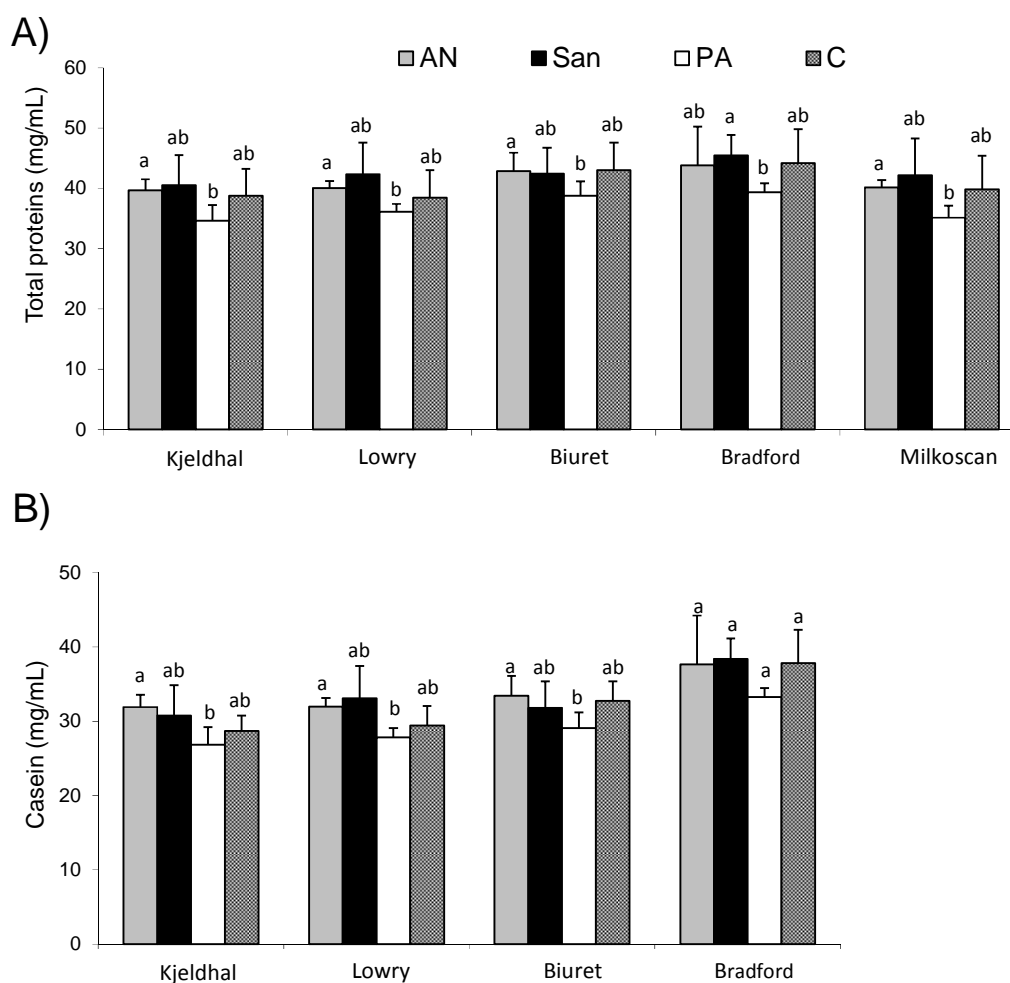 A)
AN San PA C
Total proteins (mg/mL)
60
50
40
30
20
10
0
a ab b ab
a ab b ab
a ab b ab
ab a b ab
a ab b ab
Kjeldhal Lowry Biuret Bradford Milkoscan
B)
Casein (mg/mL)
50
40
30
20
10
0
a ab b ab
a ab b ab
a ab b ab
a a a a
Kjeldhal Lowry Biuret Bradford